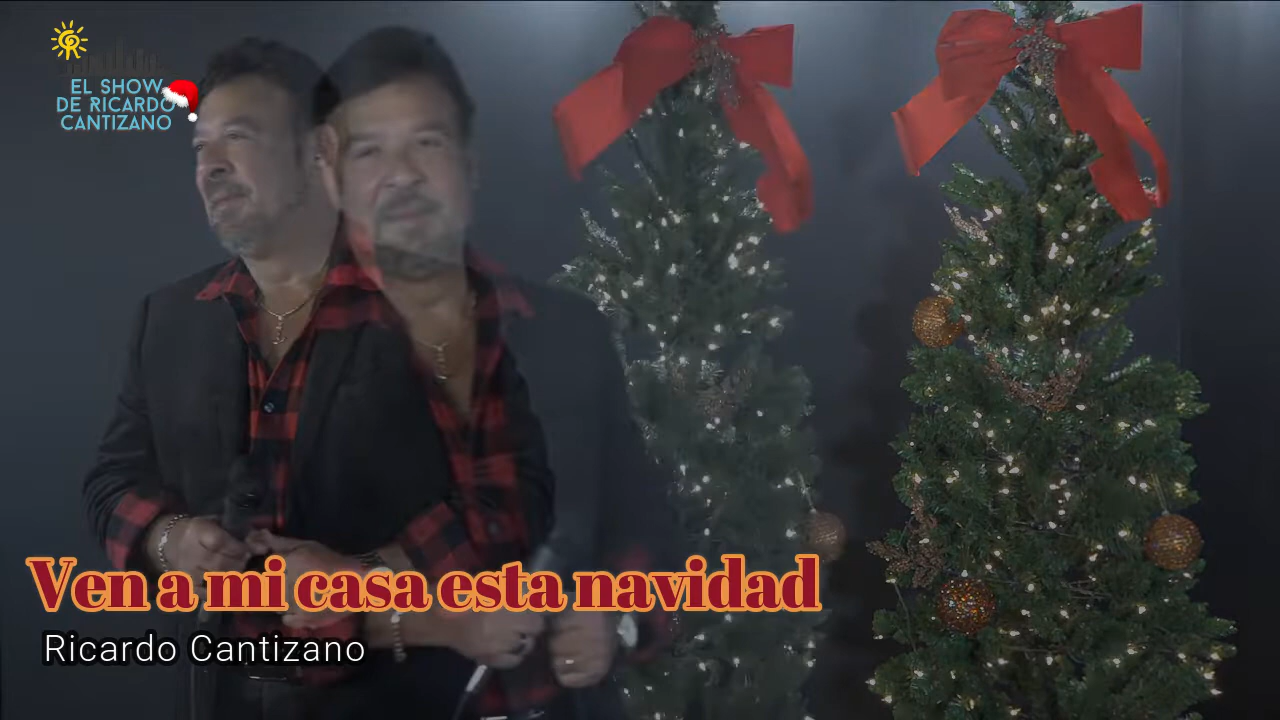 EL SHOW
DE RICARDO
CANTIZANO
Ven a mi casa esta navidad
Ricardo Cantizano